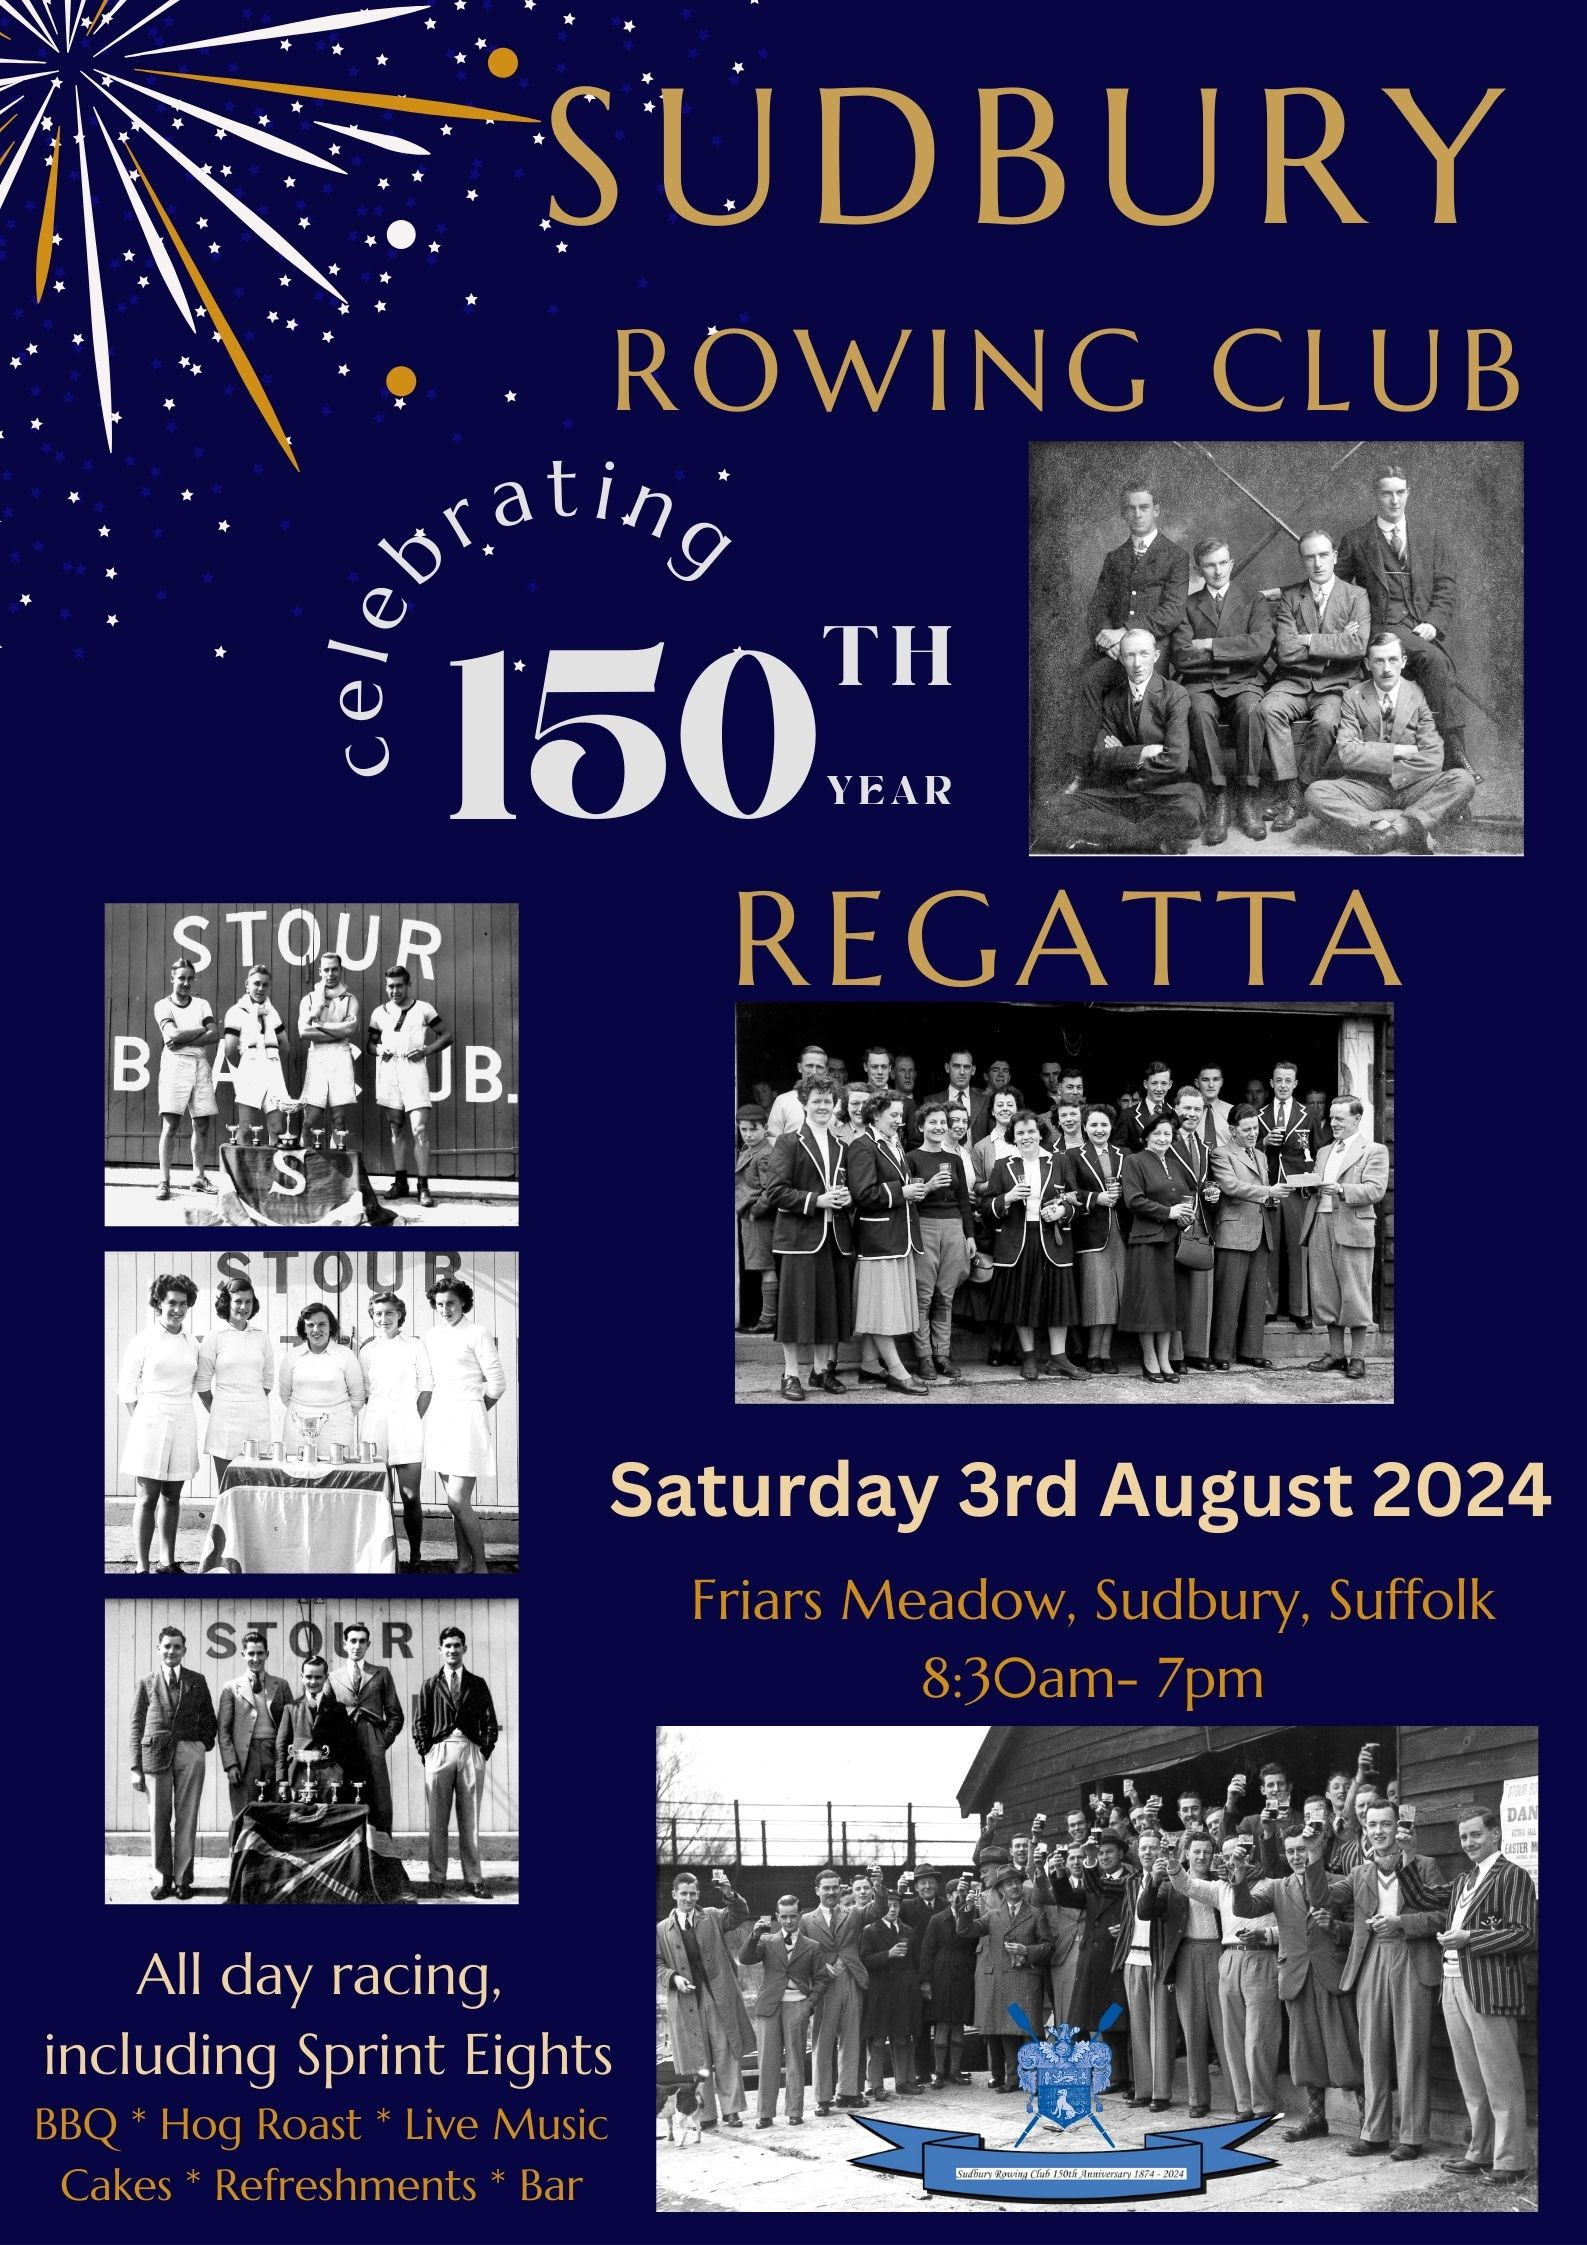 SUDBURY
ROWING CLUB
celebrating
150TH
YEAR
REGATTA
STOUR
B
UB.
S
STOUR
STOUR
Saturday 3rd August 2024
Friars Meadow, Sudbury, Suffolk
8:30am- 7pm
DAN
EASTER M
Sudbury Rowing Club 150th Anniversary 1874 - 2024
All day racing,
including Sprint Eights
BBQ * Hog Roast * Live Music
Cakes * Refreshments * Bar